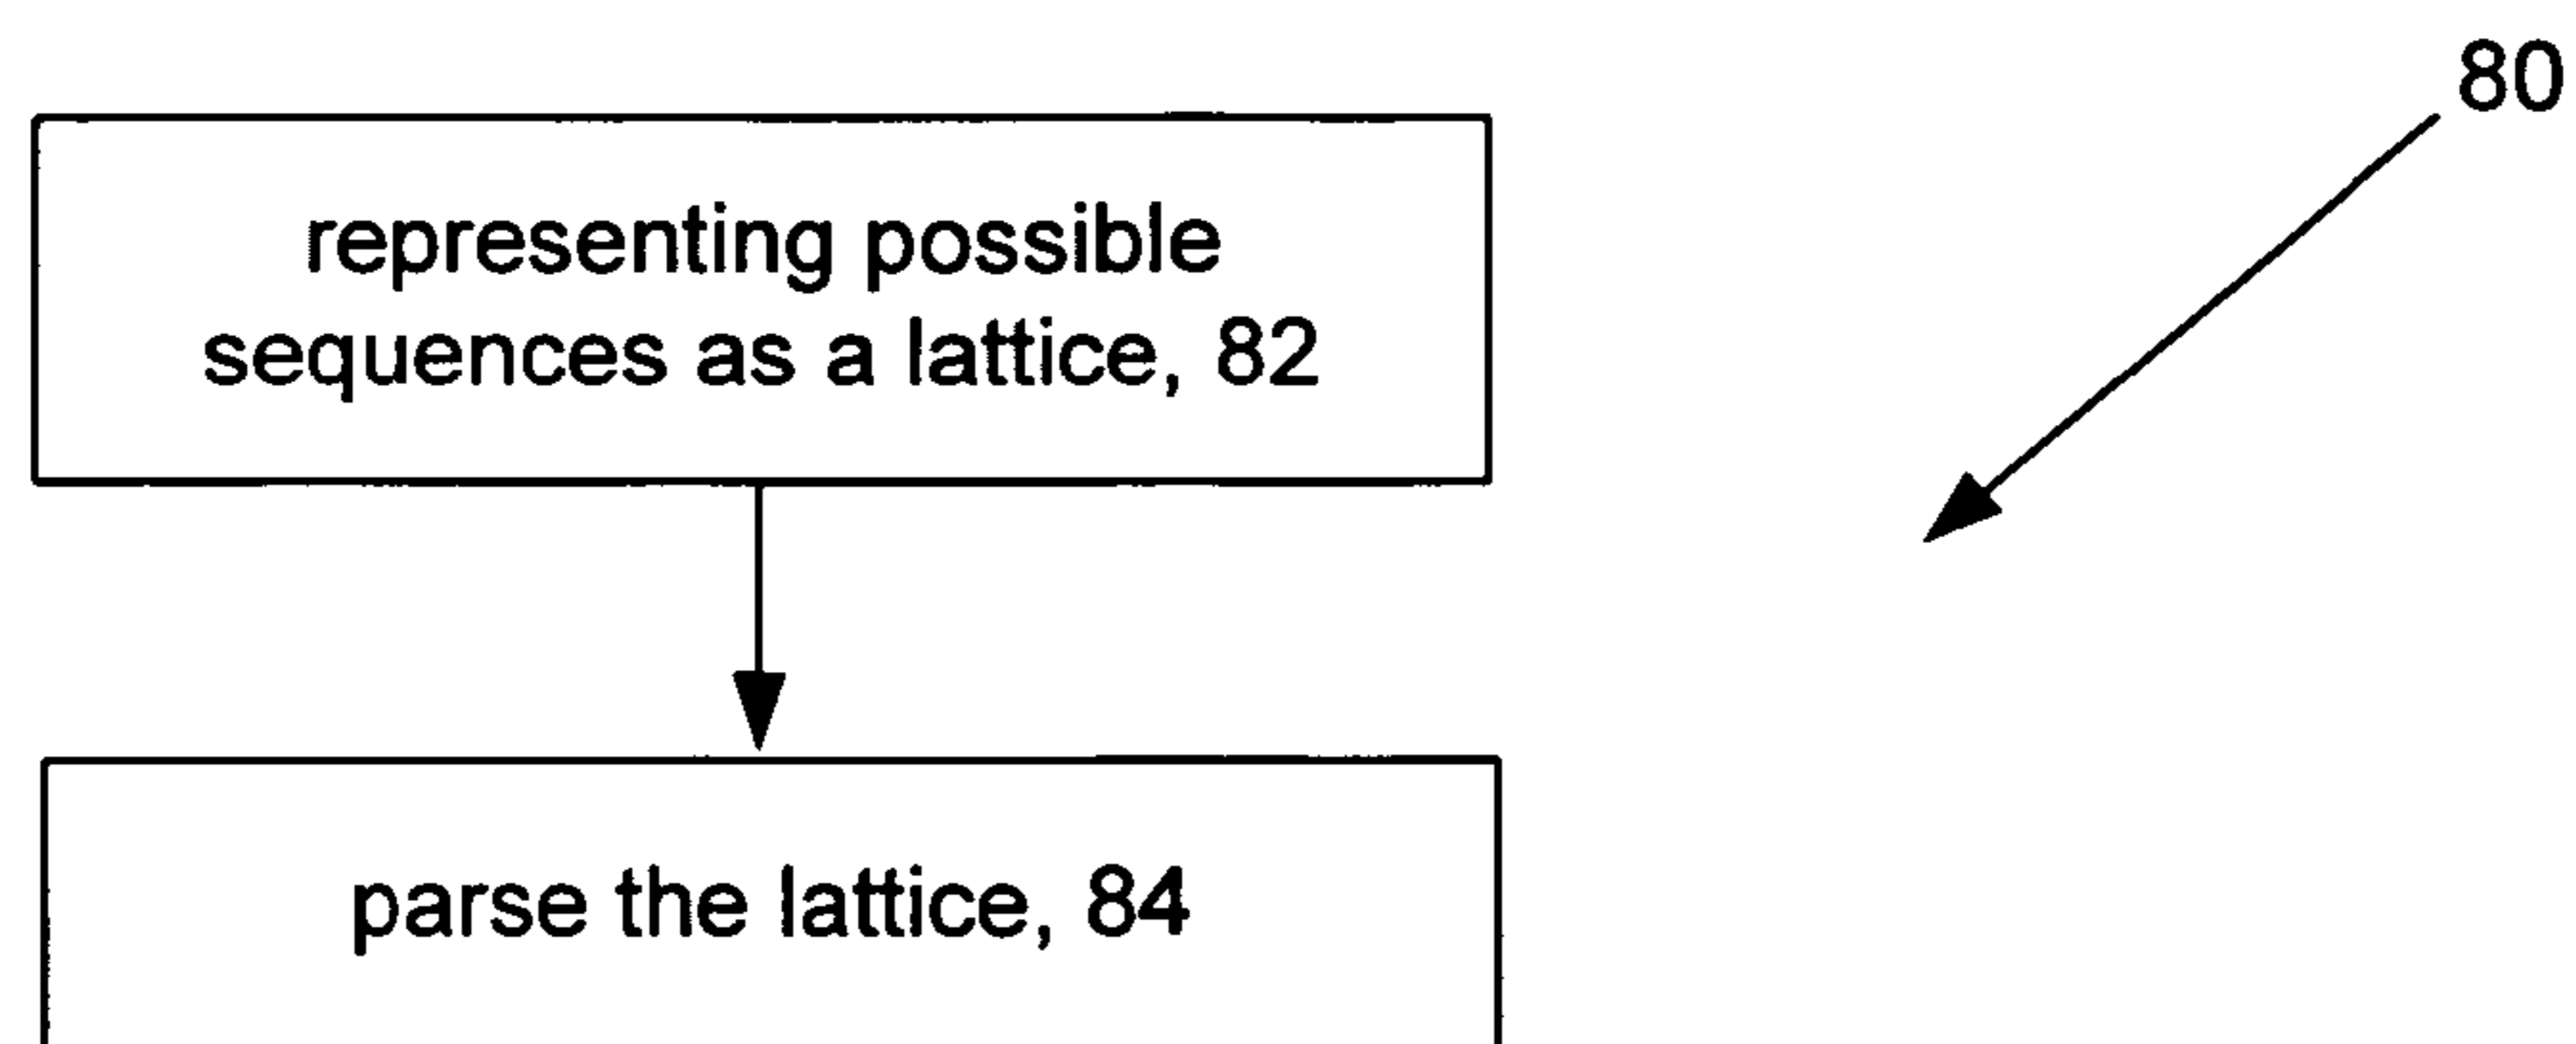 80
representing possible
sequences as a lattice, 82
parse the lattice, 84